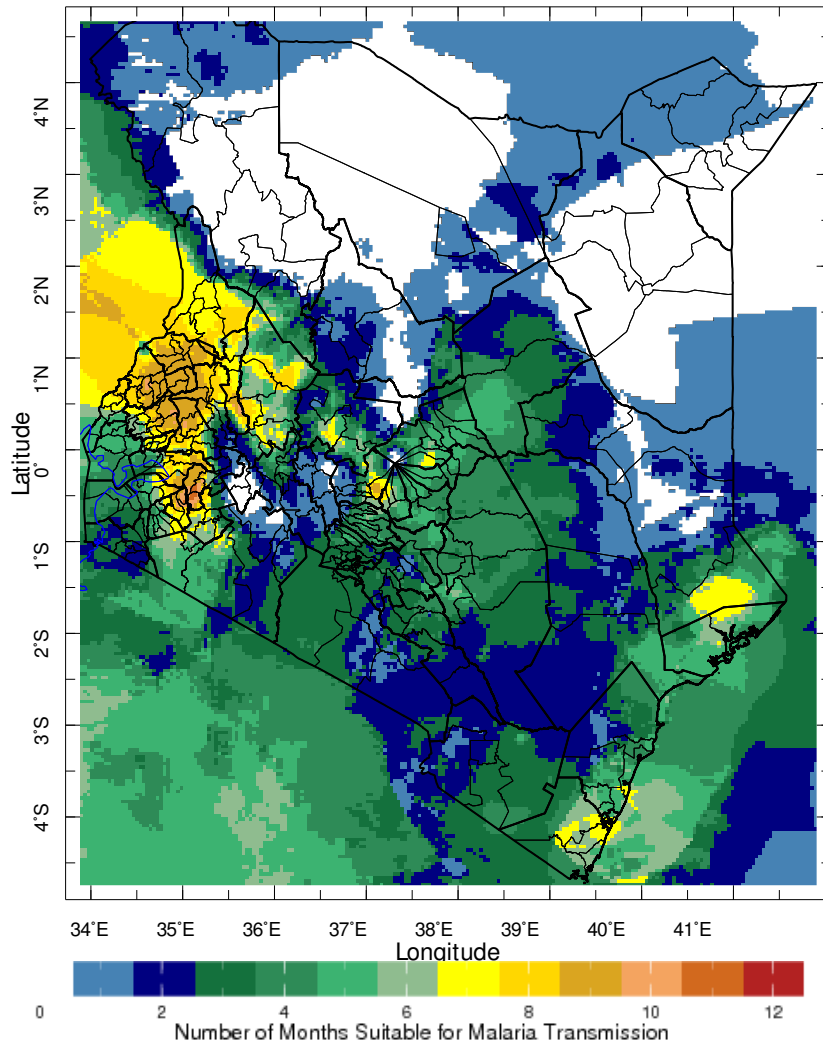 4˚N
3˚N
2˚N
1˚N
0˚
1˚S
2˚S
3˚S
4˚S
Latitude
34˚E 35˚E 36˚E 37˚E 38˚E 39˚E 40˚E 41˚E
Longitude
0 2 4 6 8 10 12
Number of Months Suitable for Malaria Transmission